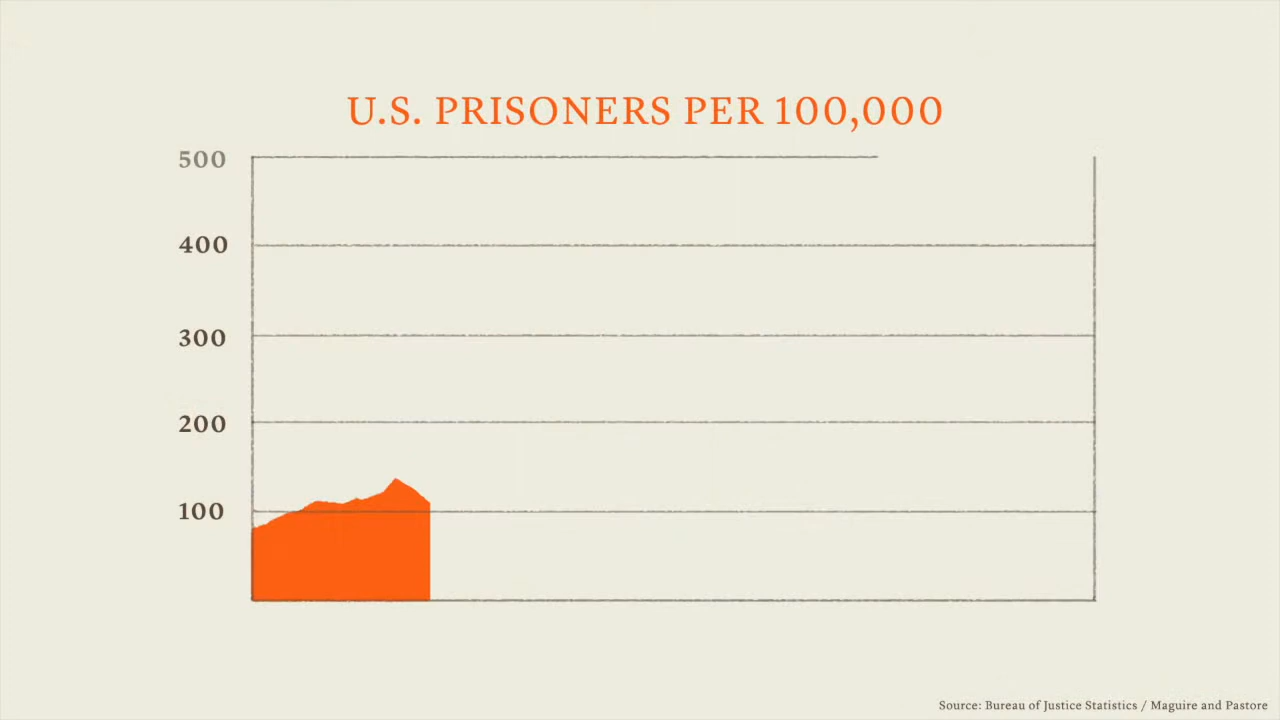 U.S. PRISONERS PER 100,000
500
400
300
200
100
Source: Bureau of Justice Statistics / Maguire and Pastore